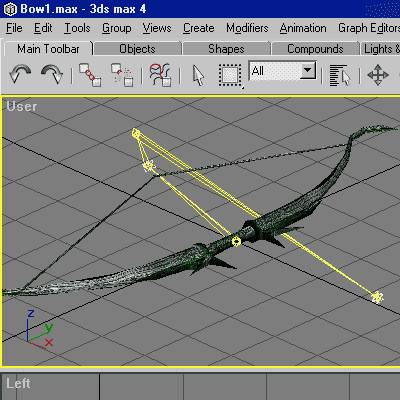 Bow1.max - 3ds max 4
File Edit Tools Group Views Create Modifiers Animation Graph Editors
Main Toolbar Objects Shapes Compounds Lights &
All
User
z
y
x
Left